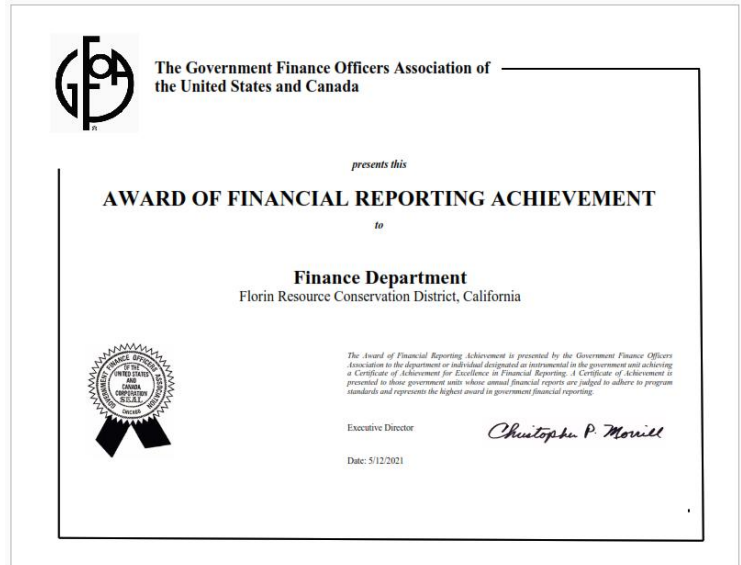 GFOA
The Government Finance Officers Association of
the United States and Canada
presents this
AWARD OF FINANCIAL REPORTING ACHIEVEMENT
to
Finance Department
Florin Resource Conservation District, California
The Award of Financial Reporting Achievement is presented by the Government Finance Officers
Association to the department or individual designated as instrumental in the government unit achieving
a Certificate of Achievement for Excellence in Financial Reporting. A Certificate of Achievement is
presented to those government units whose annual financial reports are judged to adhere to program
standards and represents the highest award in government financial reporting.
GOVERNMENT FINANCE OFFICERS ASSOCIATION
OF THE
UNITED STATES
AND
CANADA
CORPORATION
SEAL
CHICAGO
Executive Director
Christopher P. Morrill
Date: 5/12/2021